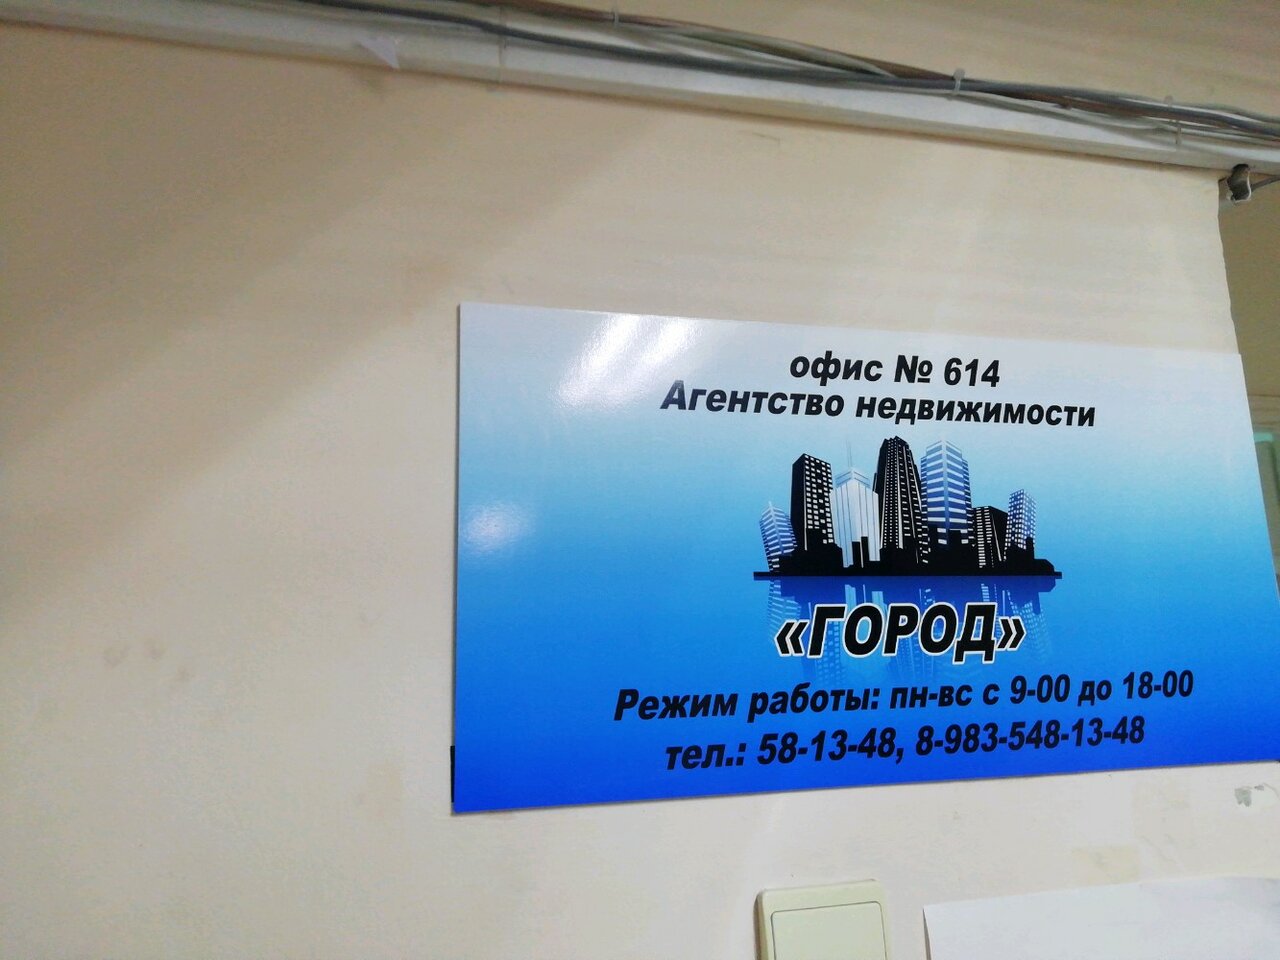 офис № 614
Агентство недвижимости
«ГОРОД»
Режим работы: пн-вс с 9-00 до 18-00
тел.: 58-13-48, 8-983-548-13-48